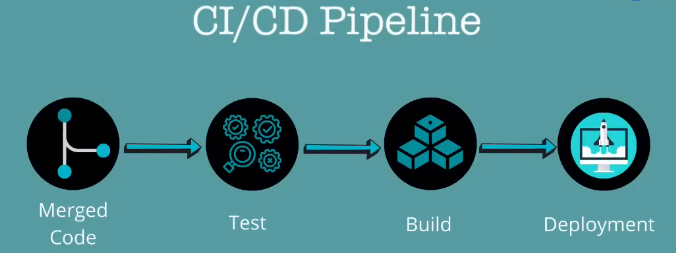 CI/CD Pipeline
Merged
Code
Test
Build
Deployment